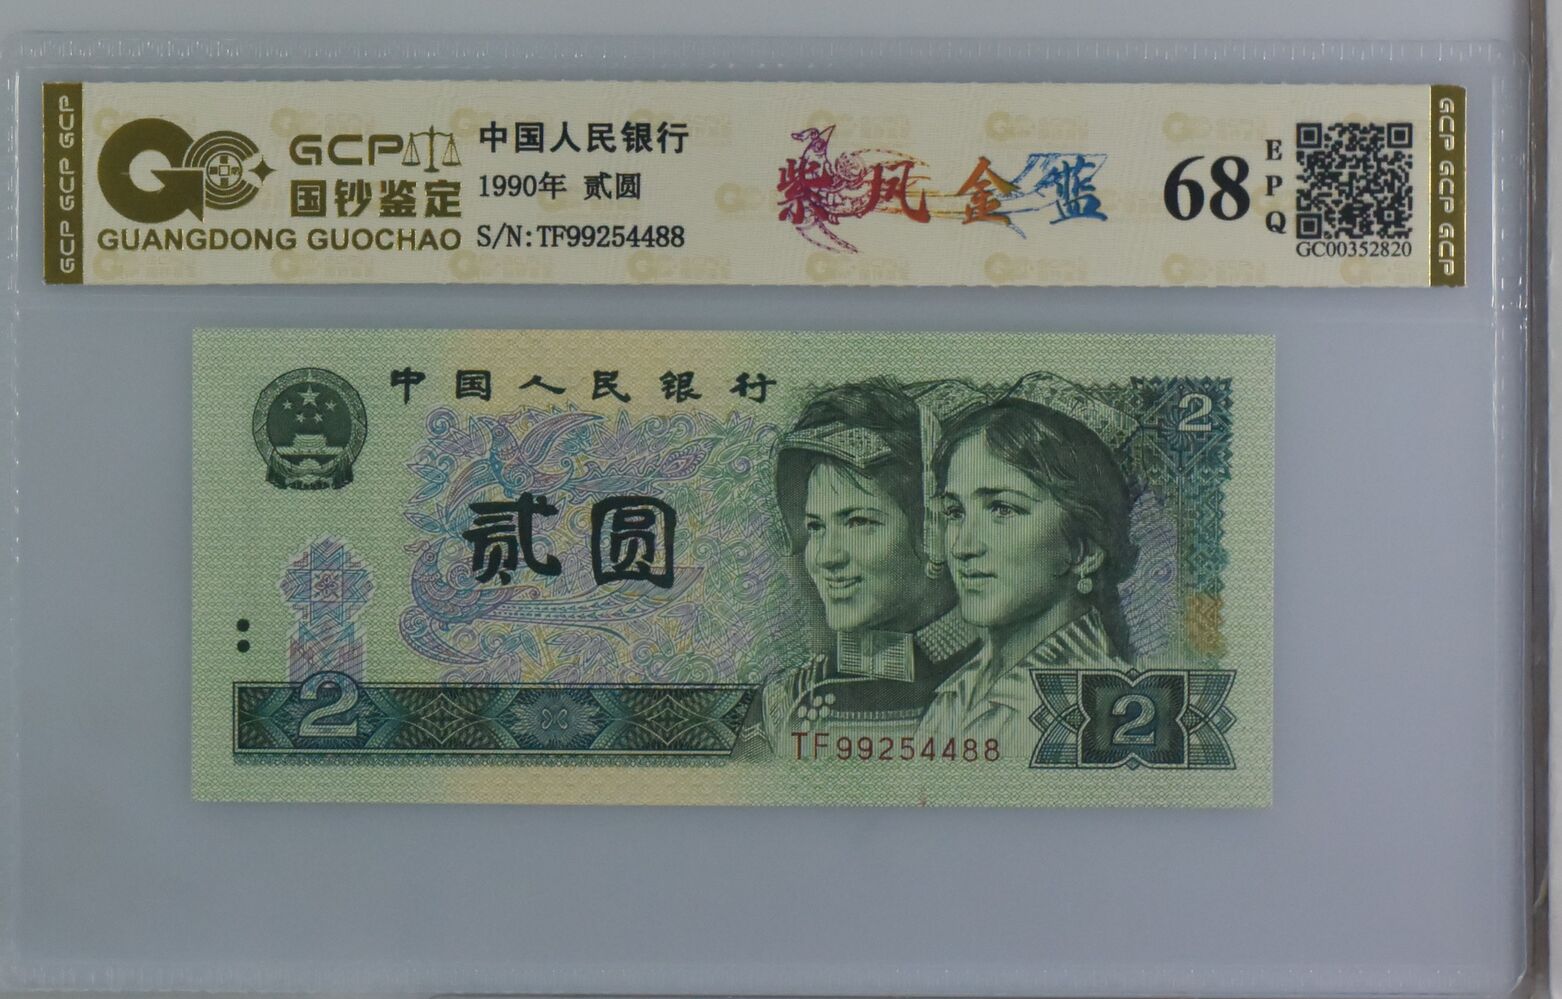 GCP GCP GCP
GCP
国钞鉴定
GUANGDONG GUOCHAO
中国人民银行
1990年 贰圆
S/N:TF99254488
柴凤金蓝
68
EPQ
GC00352820
GCP GCP GCP
中国人民银行
2
贰圆
2
TF99254488
2